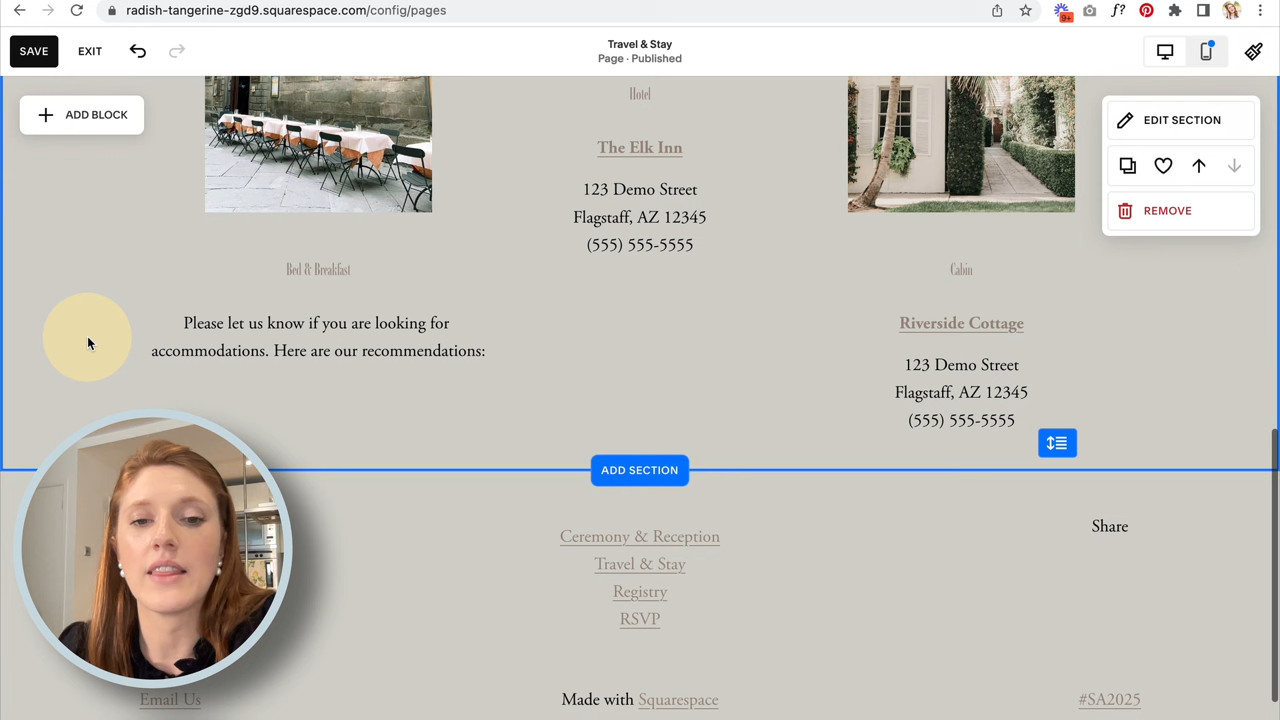 radish-tangerine-zgd9.squarespace.com/config/pages
9+
f?
SAVE
EXIT
Travel & Stay
Page · Published
ADD BLOCK
EDIT SECTION
REMOVE
Hotel
The Elk Inn
123 Demo Street
Flagstaff, AZ 12345
(555) 555-5555
Bed & Breakfast
Please let us know if you are looking for
accommodations. Here are our recommendations:
Cabin
Riverside Cottage
123 Demo Street
Flagstaff, AZ 12345
(555) 555-5555
ADD SECTION
Ceremony & Reception
Travel & Stay
Registry
RSVP
Share
Email Us
Made with Squarespace
#SA2025